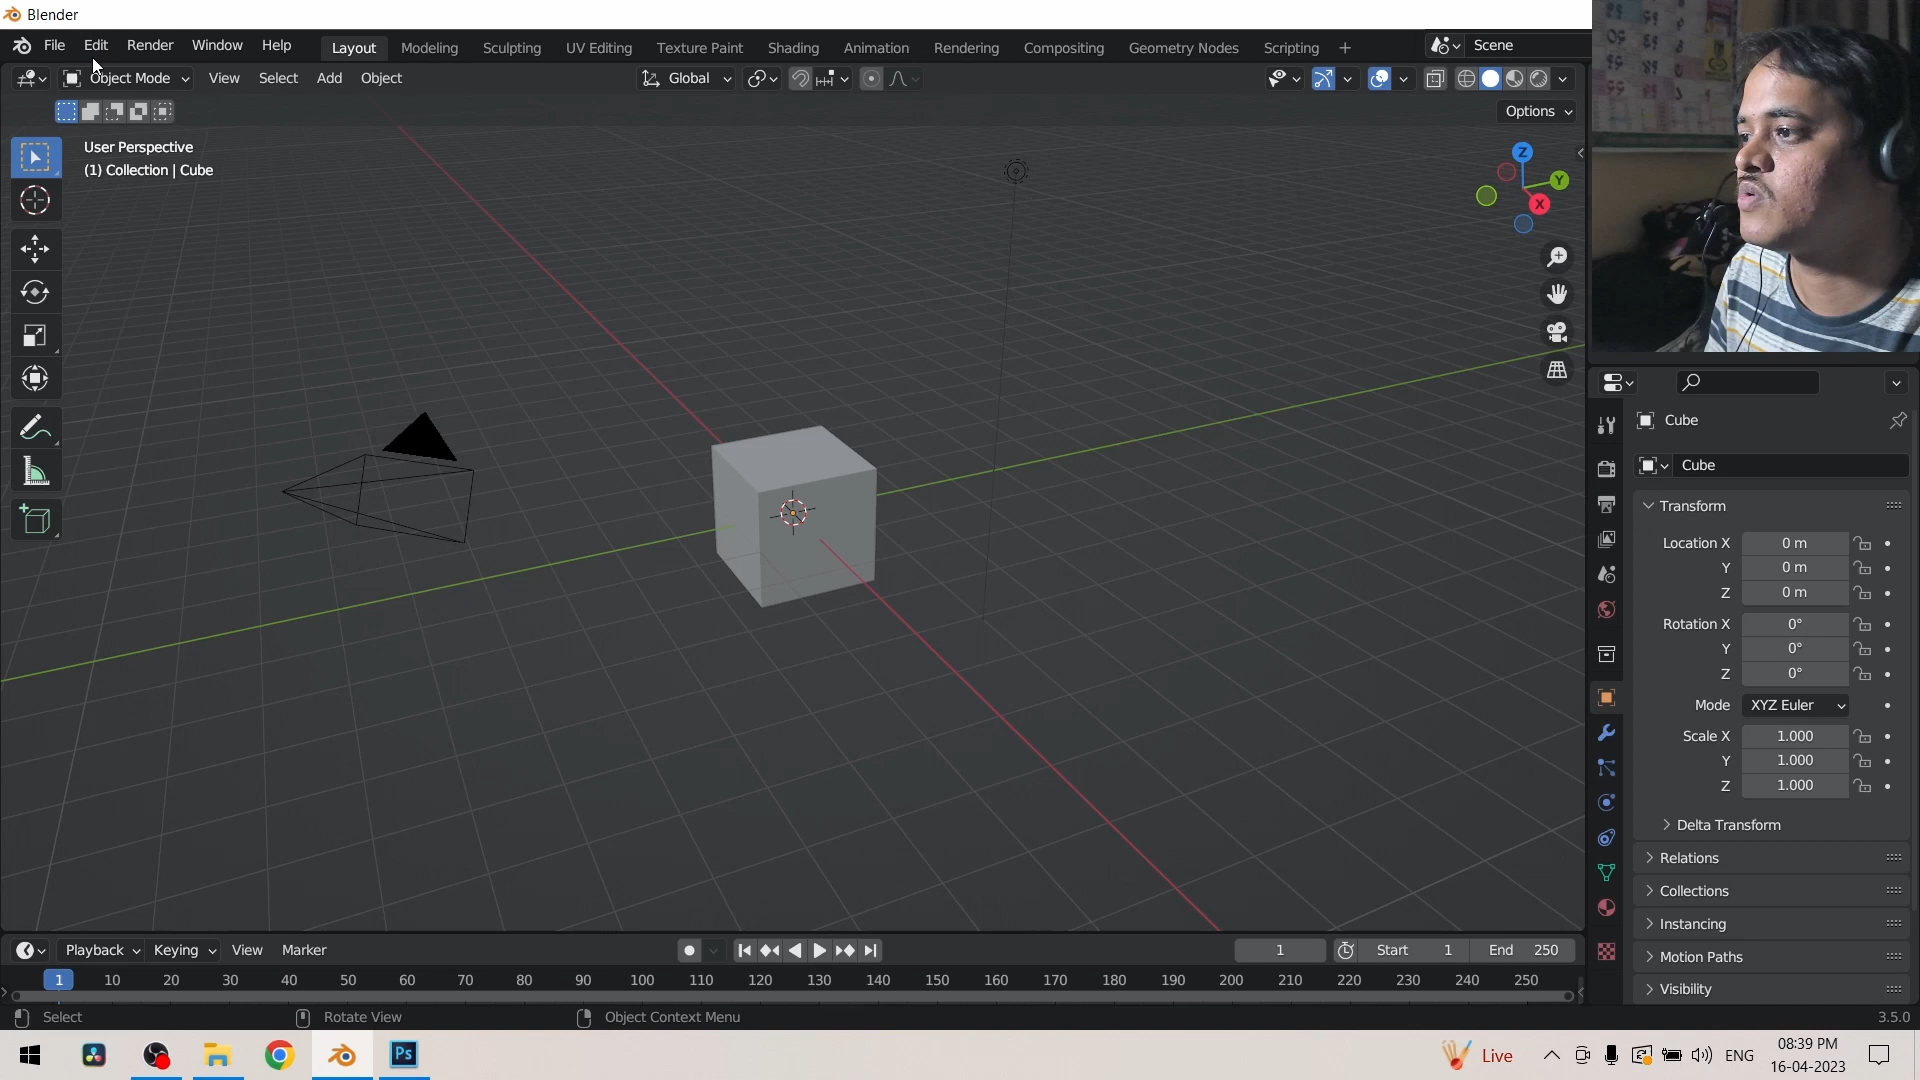 Blender
File Edit Render Window Help Layout Modeling Sculpting UV Editing Texture Paint Shading Animation Rendering Compositing Geometry Nodes Scripting + Scene
Object Mode View Select Add Object Global
Options
User Perspective
(1) Collection | Cube
Z
Y
X
Cube
Cube
Transform
Location X 0 m
Y 0 m
Z 0 m
Rotation X 0°
Y 0°
Z 0°
Mode XYZ Euler
Scale X 1.000
Y 1.000
Z 1.000
Delta Transform
Relations
Collections
Instancing
Motion Paths
Visibility
Playback Keying View Marker 1 Start 1 End 250
1 10 20 30 40 50 60 70 80 90 100 110 120 130 140 150 160 170 180 190 200 210 220 230 240 250
Select Rotate View Object Context Menu 3.5.0
Ps Live ENG 08:39 PM
16-04-2023